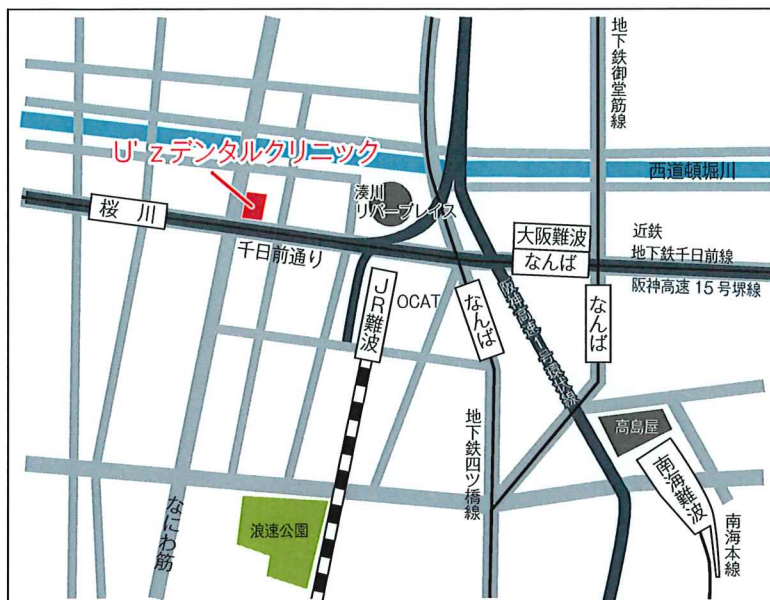 地下鉄御堂筋線
U'zデンタルクリニック
西道頓堀川
湊川
リバープレイス
桜川
千日前通り
大阪難波
なんば
近鉄
地下鉄千日前線
阪神高速15号堺線
JR難波
OCAT
なんば
なんば
阪神高速1号環状線
地下鉄四ツ橋線
高島屋
南海難波
南海本線
なにわ筋
浪速公園